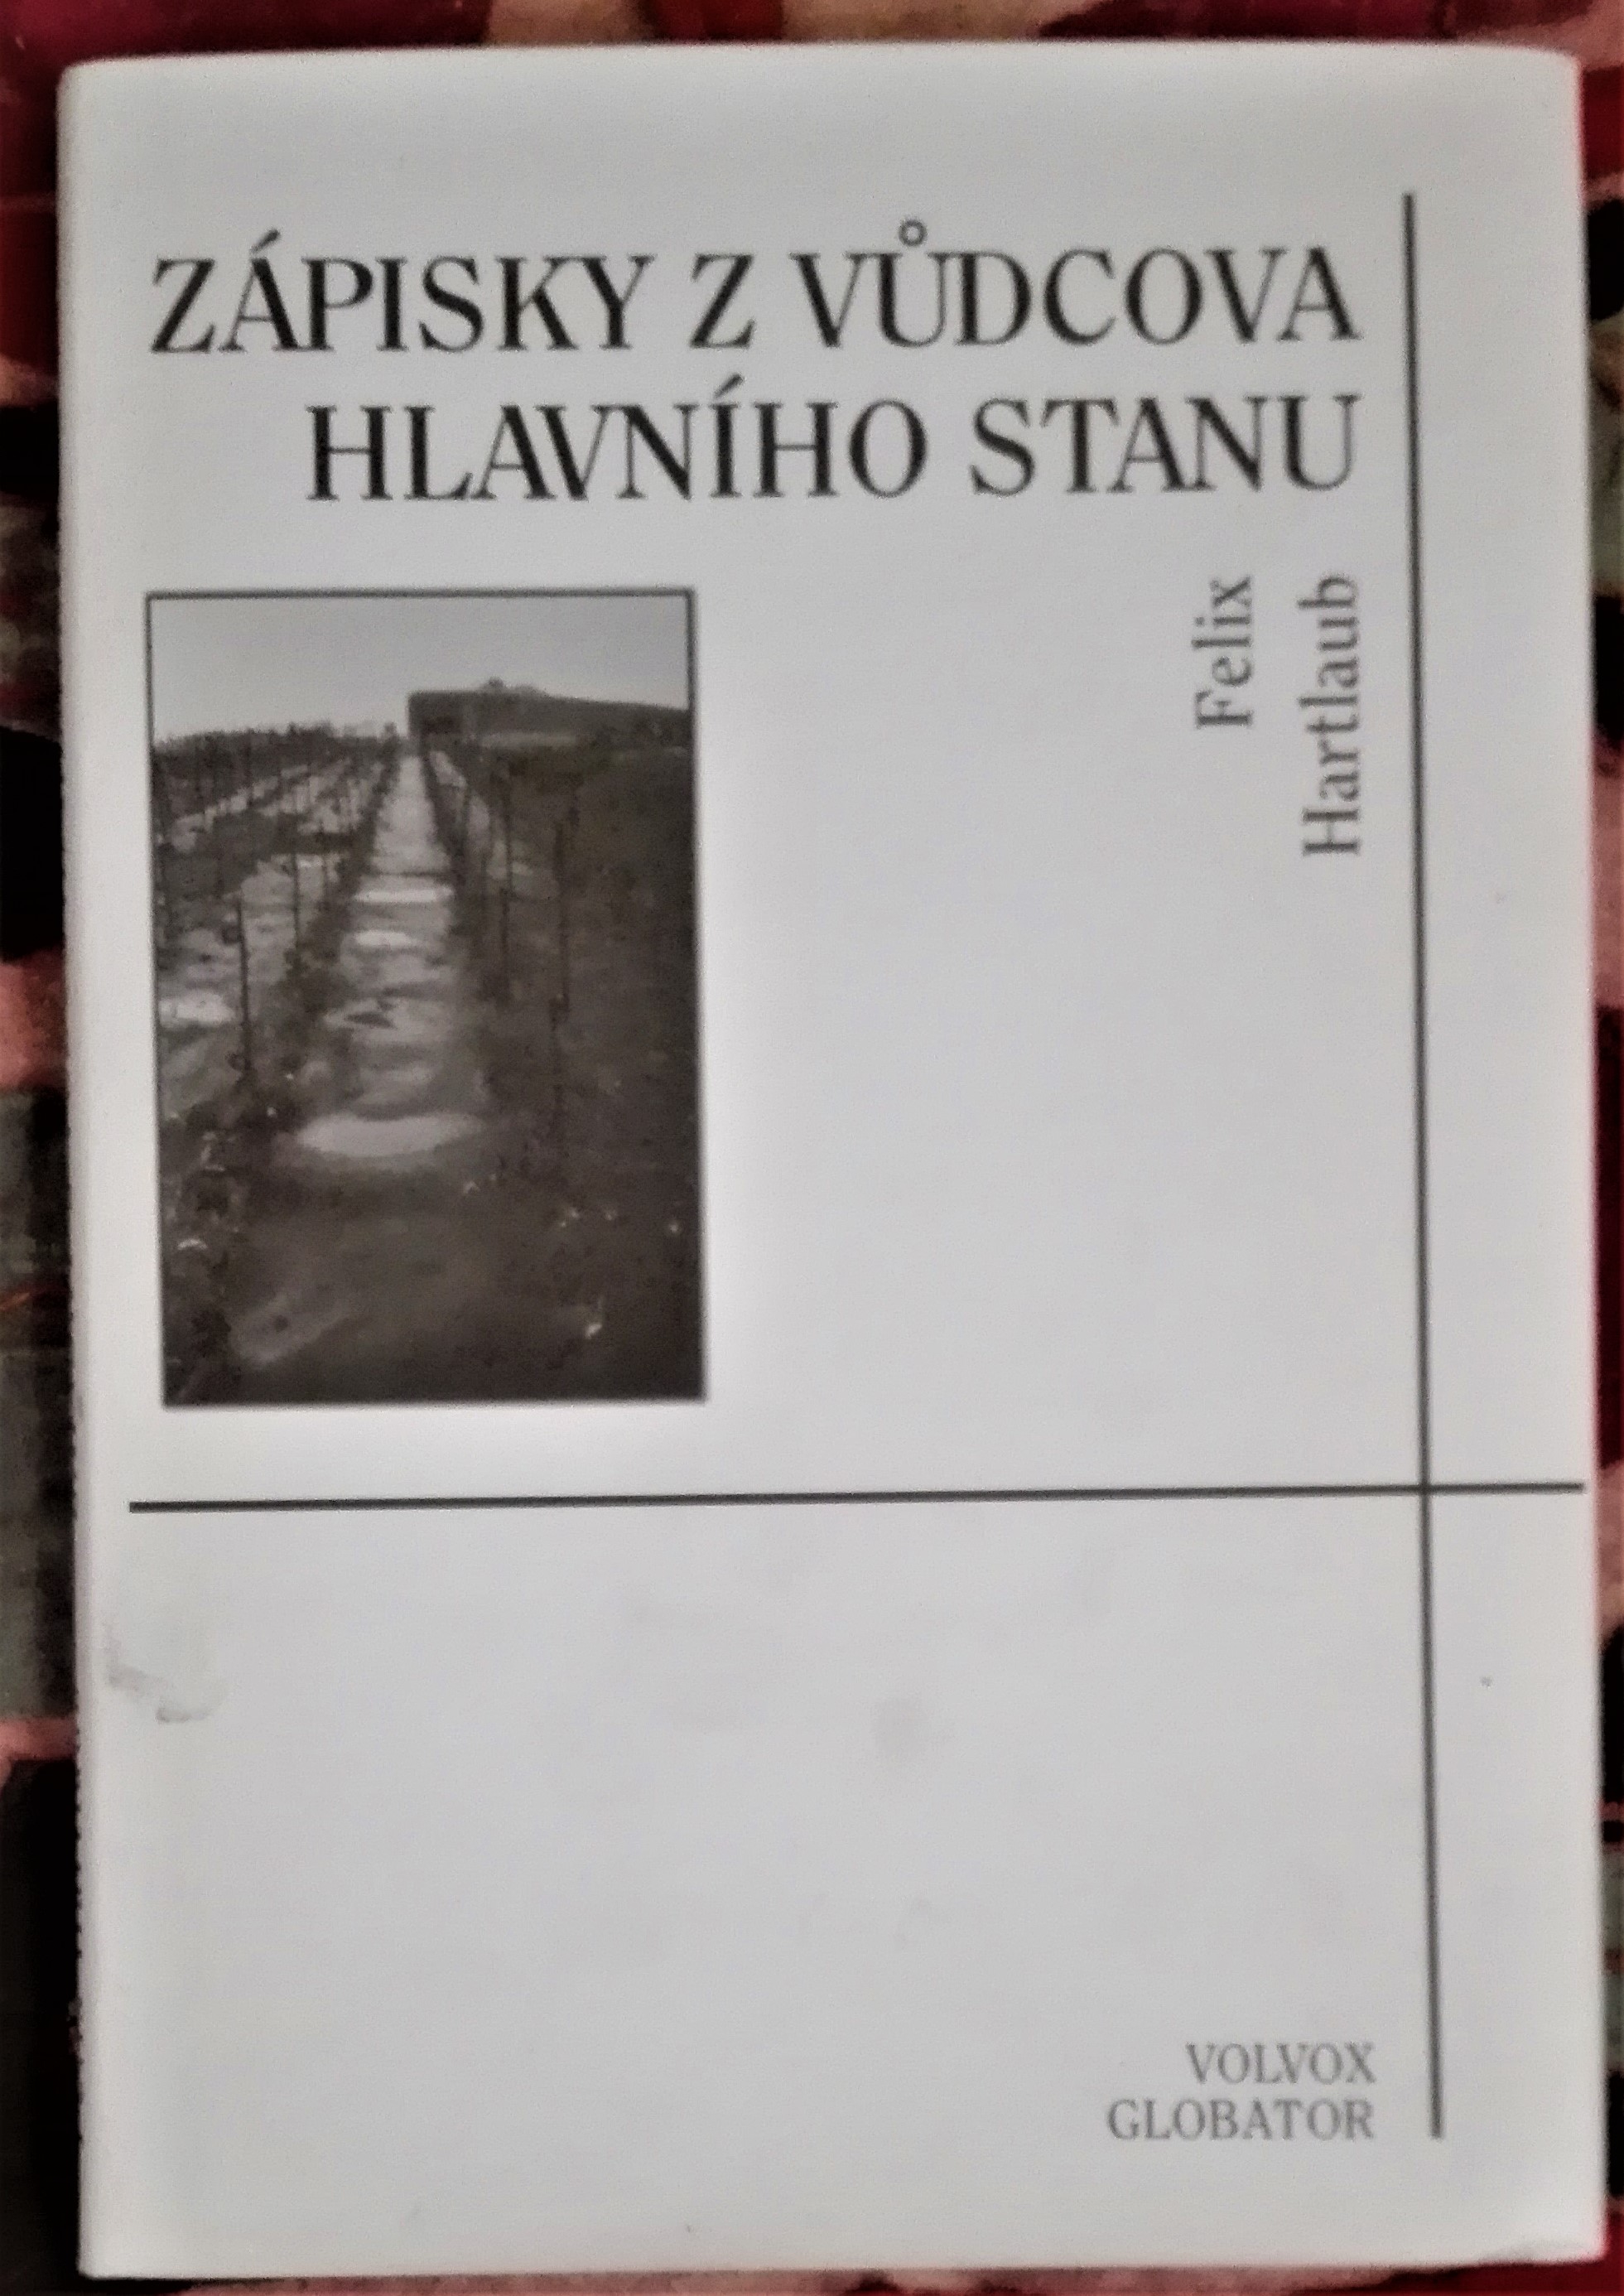 ZÁPISKY Z VŮDCOVA
HLAVNÍHO STANU
Felix
Hartlaub
VOLVOX
GLOBATOR